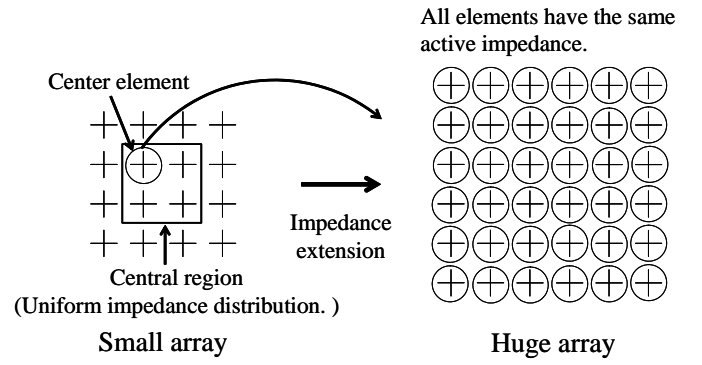 All elements have the same
active impedance.
Center element
Impedance
extension
Central region
(Uniform impedance distribution. )
Small array
Huge array